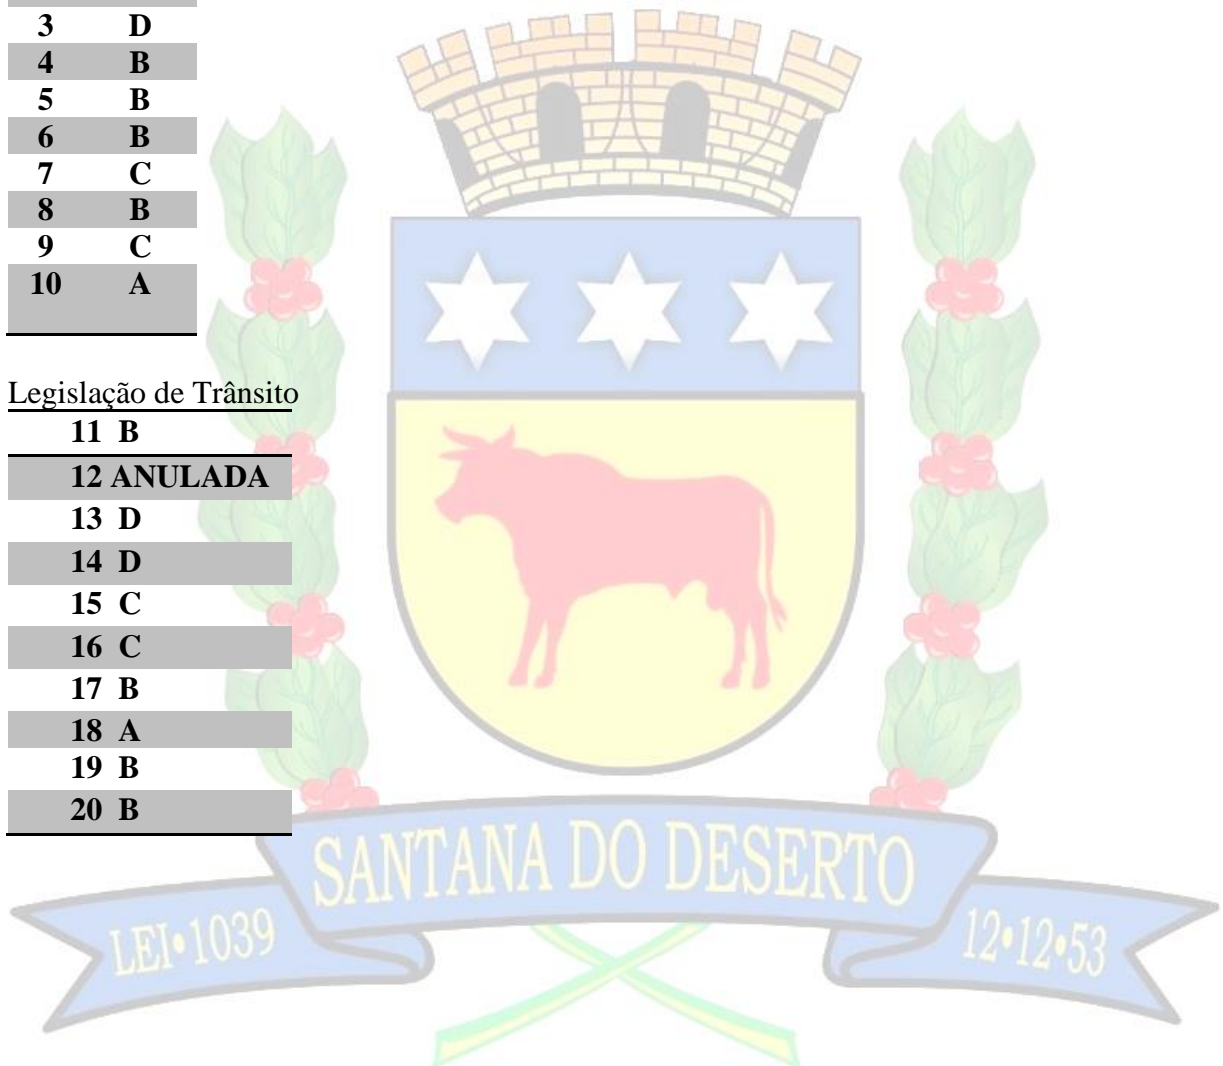 3 D
4 B
5 B
6 B
7 C
8 B
9 C
10 A
Legislação de Trânsito
11 B
12 ANULADA
13 D
14 D
15 C
16 C
17 B
18 A
19 B
20 B
SANTANA DO DESERTO
LEI•1039
12•12•53